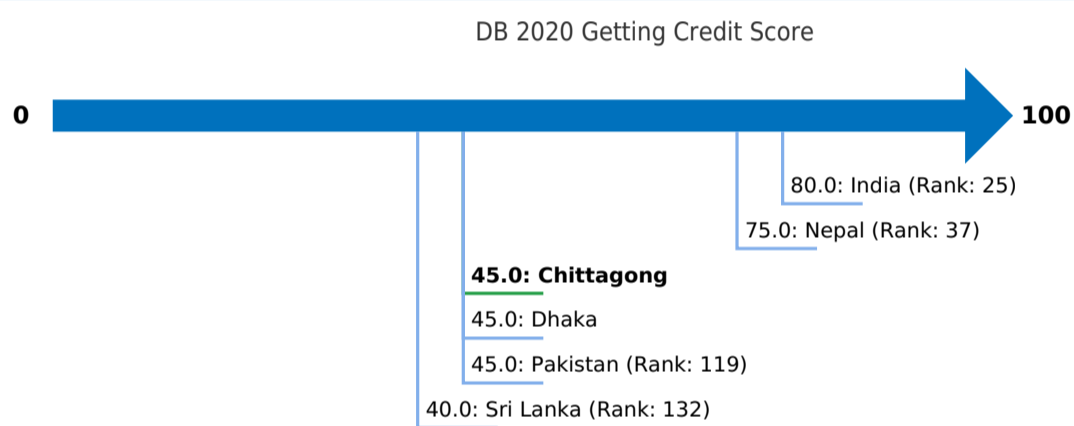 DB 2020 Getting Credit Score
0
100
80.0: India (Rank: 25)
75.0: Nepal (Rank: 37)
45.0: Chittagong
45.0: Dhaka
45.0: Pakistan (Rank: 119)
40.0: Sri Lanka (Rank: 132)